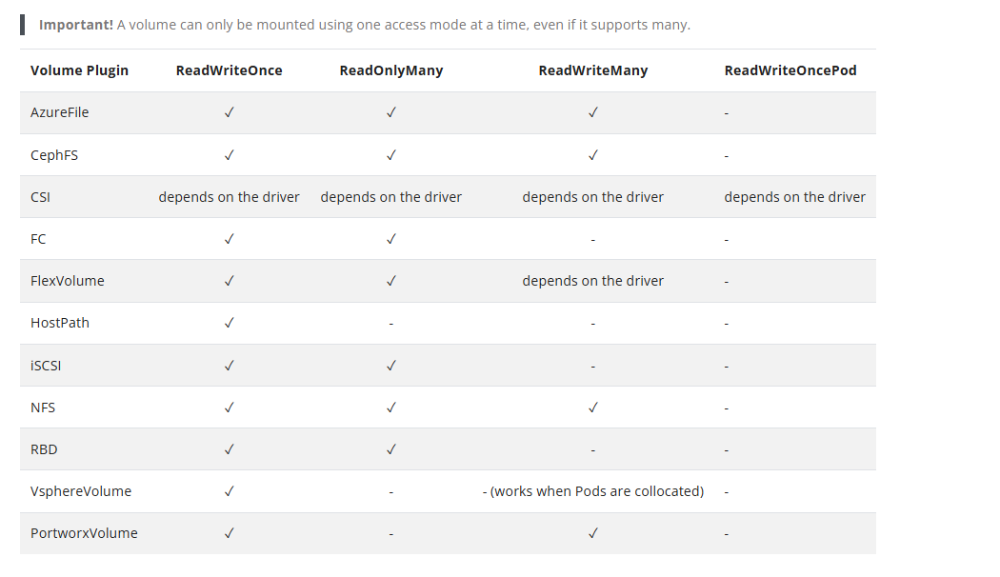 Important! A volume can only be mounted using one access mode at a time, even if it supports many.
Volume Plugin ReadWriteOnce ReadOnlyMany ReadWriteMany ReadWriteOncePod
AzureFile ✓ ✓ ✓ -
CephFS ✓ ✓ ✓ -
CSI depends on the driver depends on the driver depends on the driver depends on the driver
FC ✓ ✓ - -
FlexVolume ✓ ✓ depends on the driver -
HostPath ✓ - - -
iSCSI ✓ ✓ - -
NFS ✓ ✓ ✓ -
RBD ✓ ✓ - -
VsphereVolume ✓ - - (works when Pods are collocated) -
PortworxVolume ✓ - ✓ -